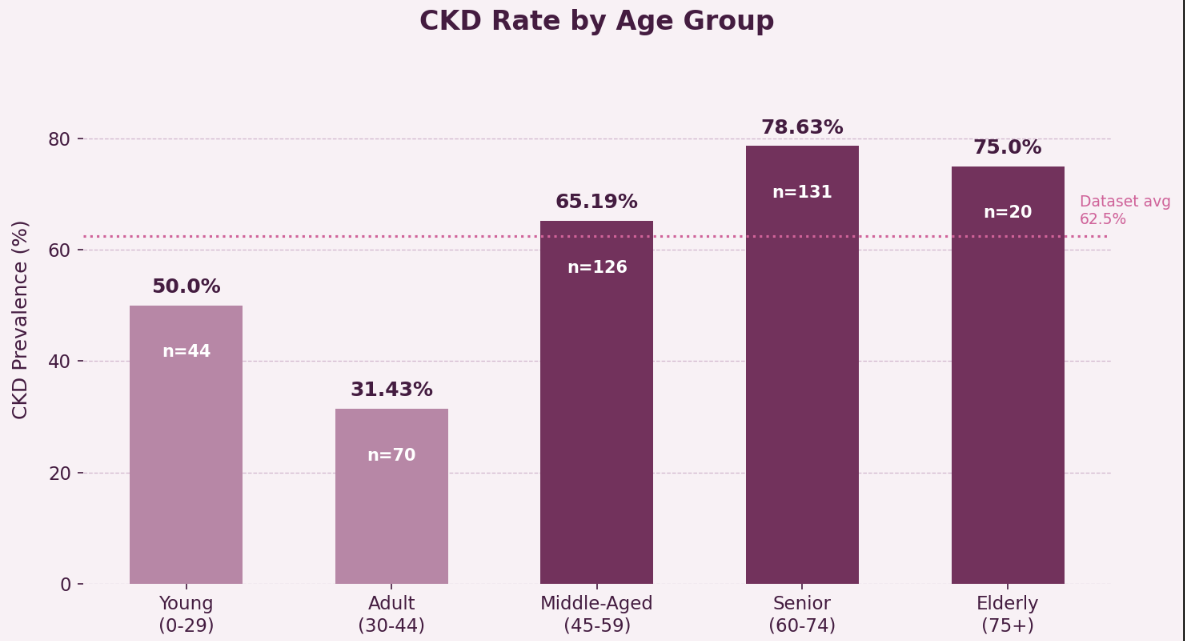 CKD Rate by Age Group
CKD Prevalence (%)
80
60
40
20
0
50.0%
n=44
31.43%
n=70
65.19%
n=126
78.63%
n=131
75.0%
n=20
Dataset avg
62.5%
Young
(0-29)
Adult
(30-44)
Middle-Aged
(45-59)
Senior
(60-74)
Elderly
(75+)